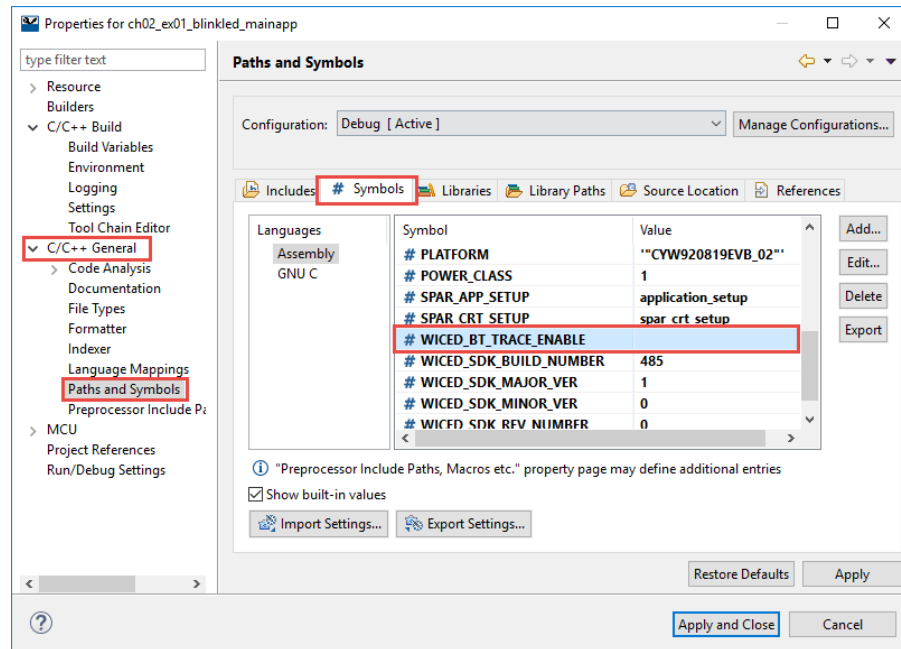 Properties for ch02_ex01_blinkled_mainapp
type filter text
Resource
Builders
C/C++ Build
Build Variables
Environment
Logging
Settings
Tool Chain Editor
C/C++ General
Code Analysis
Documentation
File Types
Formatter
Indexer
Language Mappings
Paths and Symbols
Preprocessor Include Pa
MCU
Project References
Run/Debug Settings
Paths and Symbols
Configuration: Debug [ Active ] Manage Configurations...
Includes # Symbols Libraries Library Paths Source Location References
Languages
Assembly
GNU C
Symbol Value
# PLATFORM '"CYW920819EVB_02"'
# POWER_CLASS 1
# SPAR_APP_SETUP application_setup
# SPAR_CRT_SETUP spar_crt_setup
# WICED_BT_TRACE_ENABLE
# WICED_SDK_BUILD_NUMBER 485
# WICED_SDK_MAJOR_VER 1
# WICED_SDK_MINOR_VER 0
# WICED_SDK_REV_NUMBER 0
Add...
Edit...
Delete
Export
"Preprocessor Include Paths, Macros etc." property page may define additional entries
Show built-in values
Import Settings... Export Settings...
Restore Defaults Apply
? Apply and Close Cancel